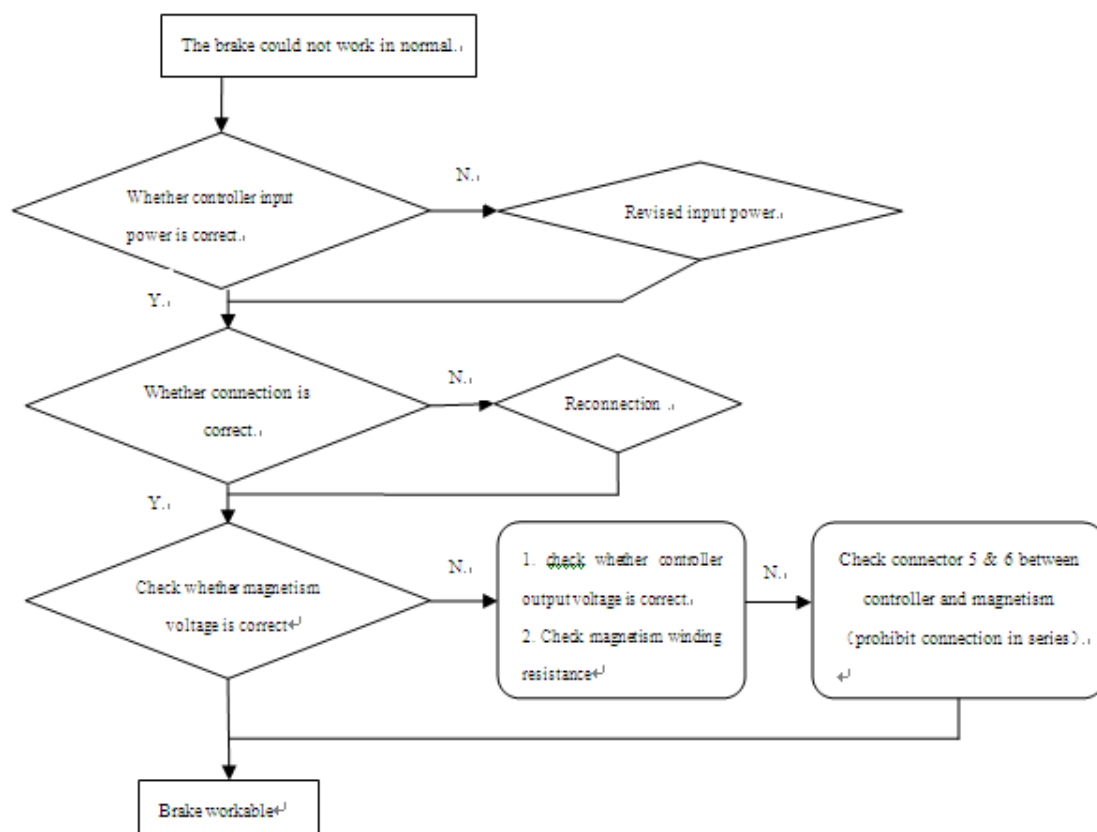 The brake could not work in normal.
Whether controller input
power is correct.
N.
Revised input power.
Y.
Whether connection is
correct.
N.
Reconnection .
Y.
Check whether magnetism
voltage is correct
N.
1. check whether controller
output voltage is correct.
2. Check magnetism winding
resistance
N.
Check connector 5 & 6 between
controller and magnetism
（prohibit connection in series）.
Brake workable